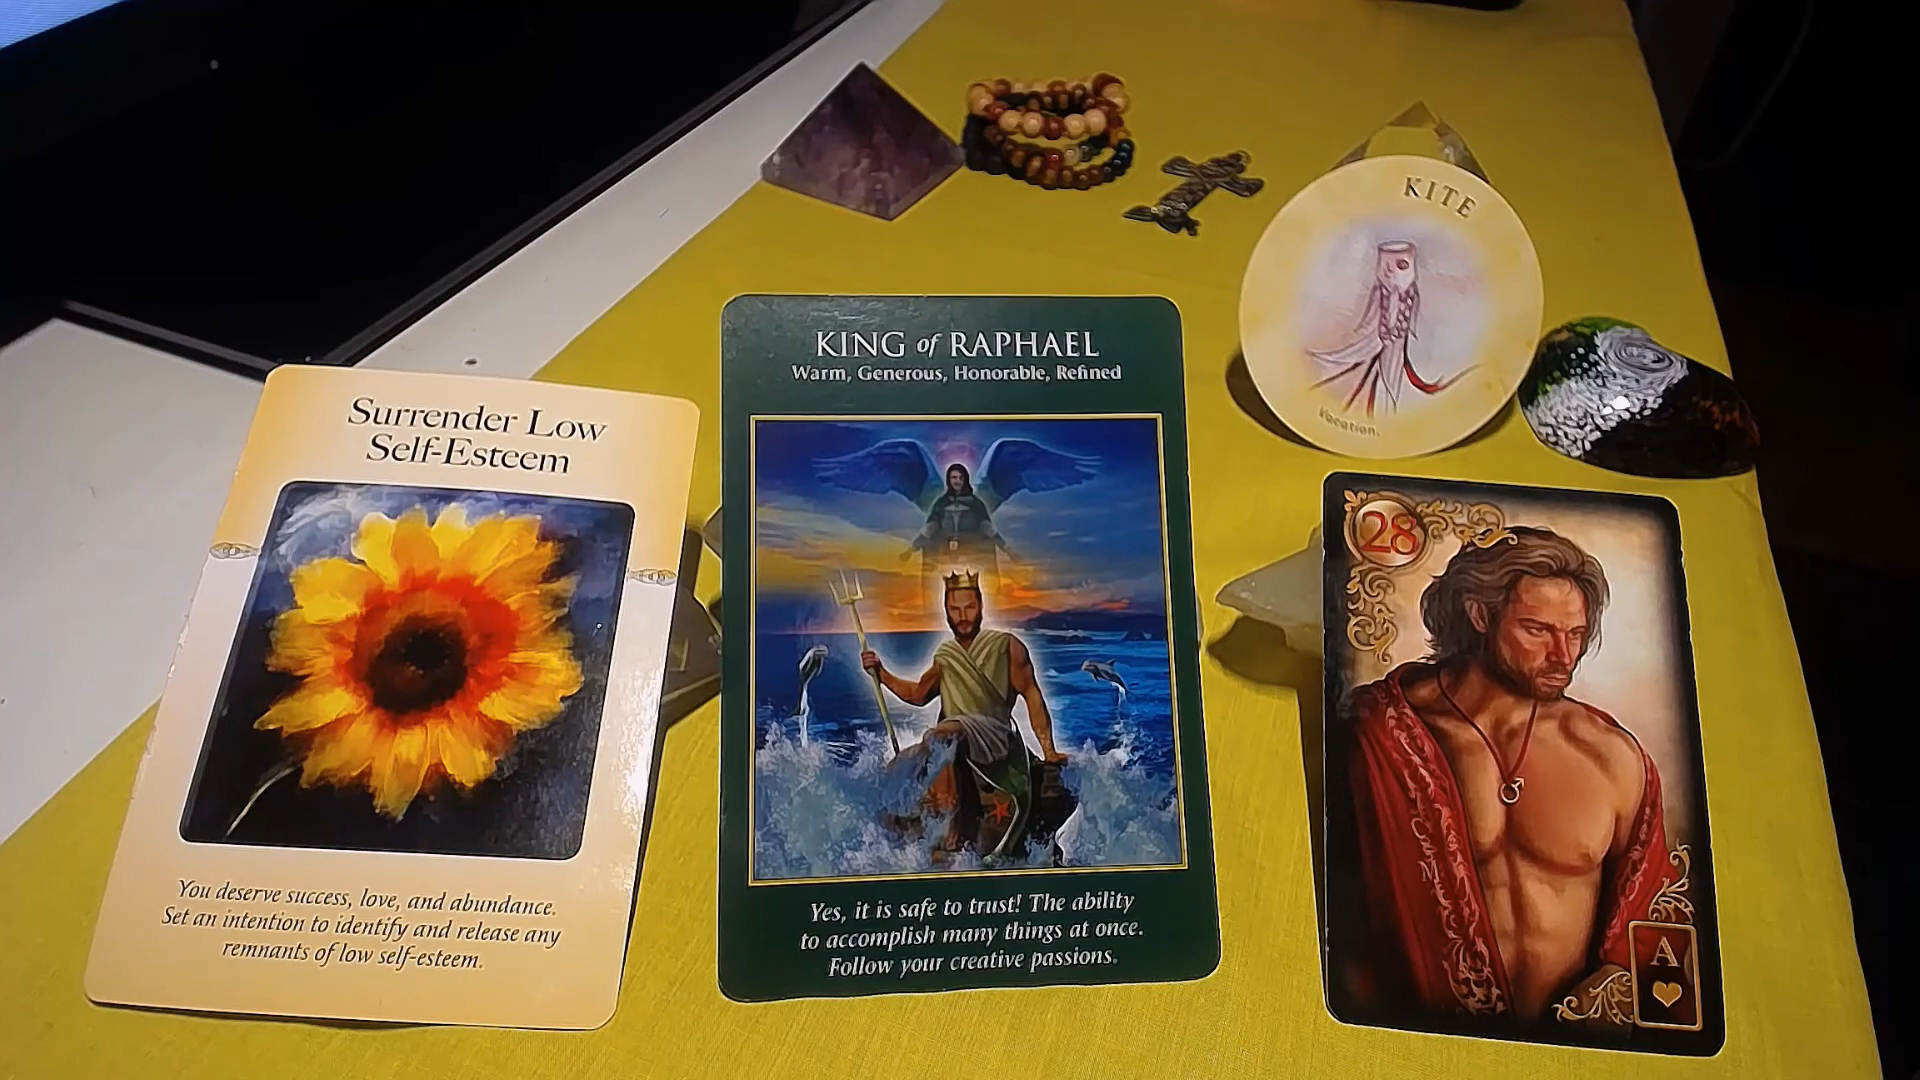 Surrender Low
Self-Esteem
You deserve success, love, and abundance.
Set an intention to identify and release any
remnants of low self-esteem.
KING of RAPHAEL
Warm, Generous, Honorable, Refined
Yes, it is safe to trust! The ability
to accomplish many things at once.
Follow your creative passions.
KITE
Vacation.
28
A